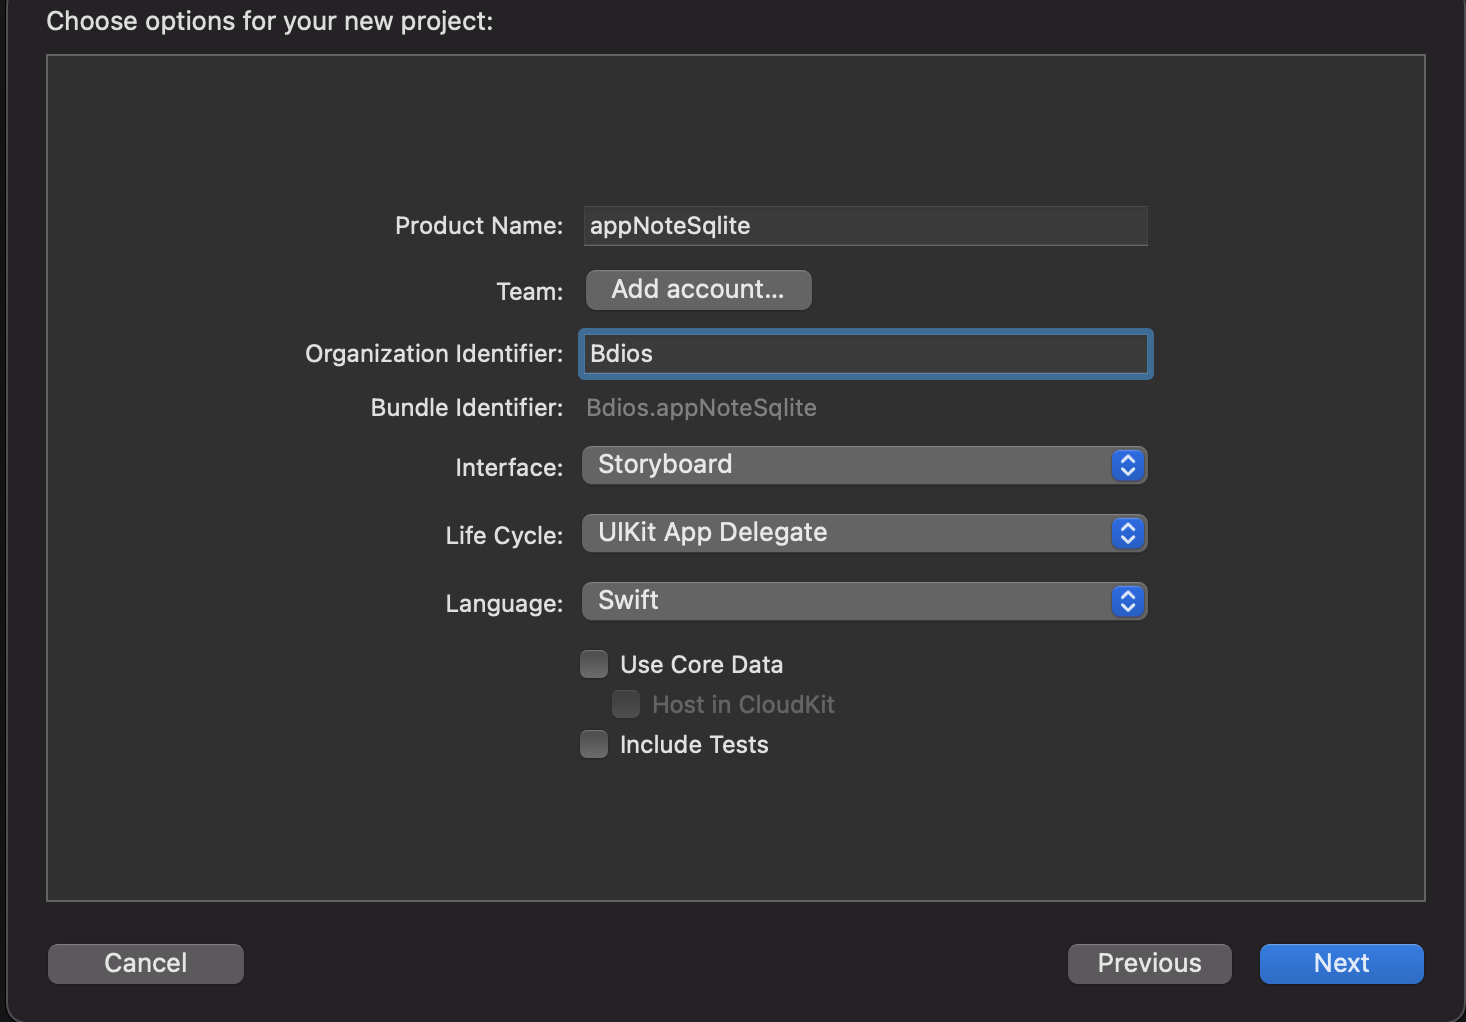 Choose options for your new project:
Product Name: appNoteSqlite
Team: Add account...
Organization Identifier: Bdios
Bundle Identifier: Bdios.appNoteSqlite
Interface: Storyboard
Life Cycle: UIKit App Delegate
Language: Swift
Use Core Data
Host in CloudKit
Include Tests
Cancel Previous Next